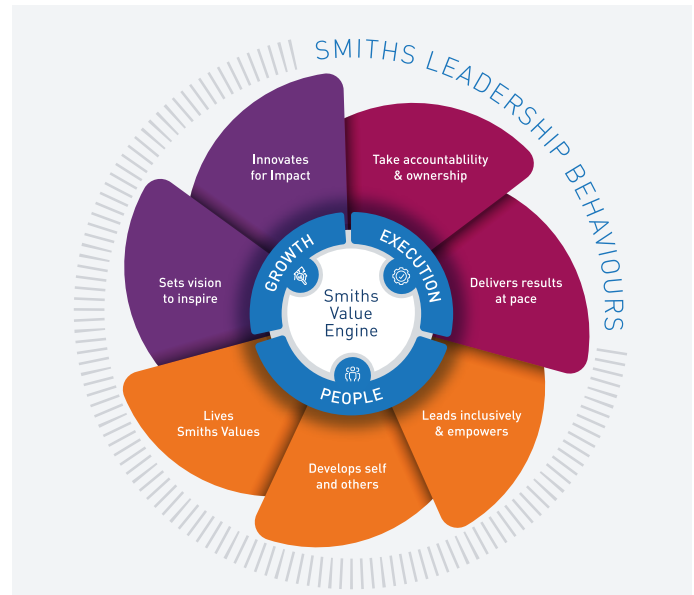 SMITHS LEADERSHIP BEHAVIOURS
Innovates
for Impact
Take accountablility
& ownership
Sets vision
to inspire
Delivers results
at pace
GROWTH
EXECUTION
Smiths
Value
Engine
PEOPLE
Lives
Smiths Values
Leads inclusively
& empowers
Develops self
and others